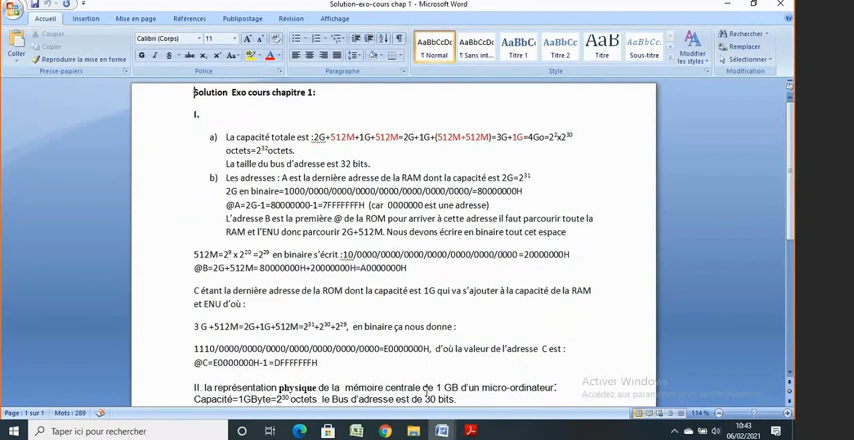 Solution-exo-cours chap 1 - Microsoft Word
Accueil Insertion Mise en page Références Publipostage Révision Affichage
Coller
Couper
Copier
Reproduire la mise en forme
Presse-papiers
Calibri (Corps) 11
Police
Paragraphe
AaBbCcDc AaBbCcDc AaBbCc AaBbCc AaB AaBbCcI
¶ Normal ¶ Sans int... Titre 1 Titre 2 Titre Sous-titre
Modifier les styles
Style
Rechercher
Remplacer
Sélectionner
Modification
Solution Exo cours chapitre 1:
I.
a) La capacité totale est :2G+512M+1G+512M=2G+1G+(512M+512M)=3G+1G=4Go=2²x2³⁰
octets=2³²octets.
La taille du bus d'adresse est 32 bits.
b) Les adresses : A est la dernière adresse de la RAM dont la capacité est 2G=2³¹
2G en binaire=1000/0000/0000/0000/0000/0000/0000/0000/=80000000H
@A=2G-1=80000000-1=7FFFFFFFH (car 0000000 est une adresse)
L'adresse B est la première @ de la ROM pour arriver à cette adresse il faut parcourir toute la
RAM et l'ENU donc parcourir 2G+512M. Nous devons écrire en binaire tout cet espace
512M=2⁹ x 2²⁰ =2²⁹ en binaire s'écrit :10/0000/0000/0000/0000/0000/0000/0000 =20000000H
@B=2G+512M= 80000000H+20000000H=A0000000H
C étant la dernière adresse de la ROM dont la capacité est 1G qui va s'ajouter à la capacité de la RAM
et ENU d'où :
3 G +512M=2G+1G+512M=2³¹+2³⁰+2²⁹, en binaire ça nous donne :
1110/0000/0000/0000/0000/0000/0000/0000=E0000000H, d'où la valeur de l'adresse C est :
@C=E0000000H-1 =DFFFFFFFH
II. la représentation physique de la mémoire centrale de 1 GB d'un micro-ordinateur:
Capacité=1GByte=2³⁰ octets le Bus d'adresse est de 30 bits.
Activer Windows
Accédez aux paramètres
Page : 1 sur 1 Mots : 289 114 %
Taper ici pour rechercher
10:43
06/02/2021